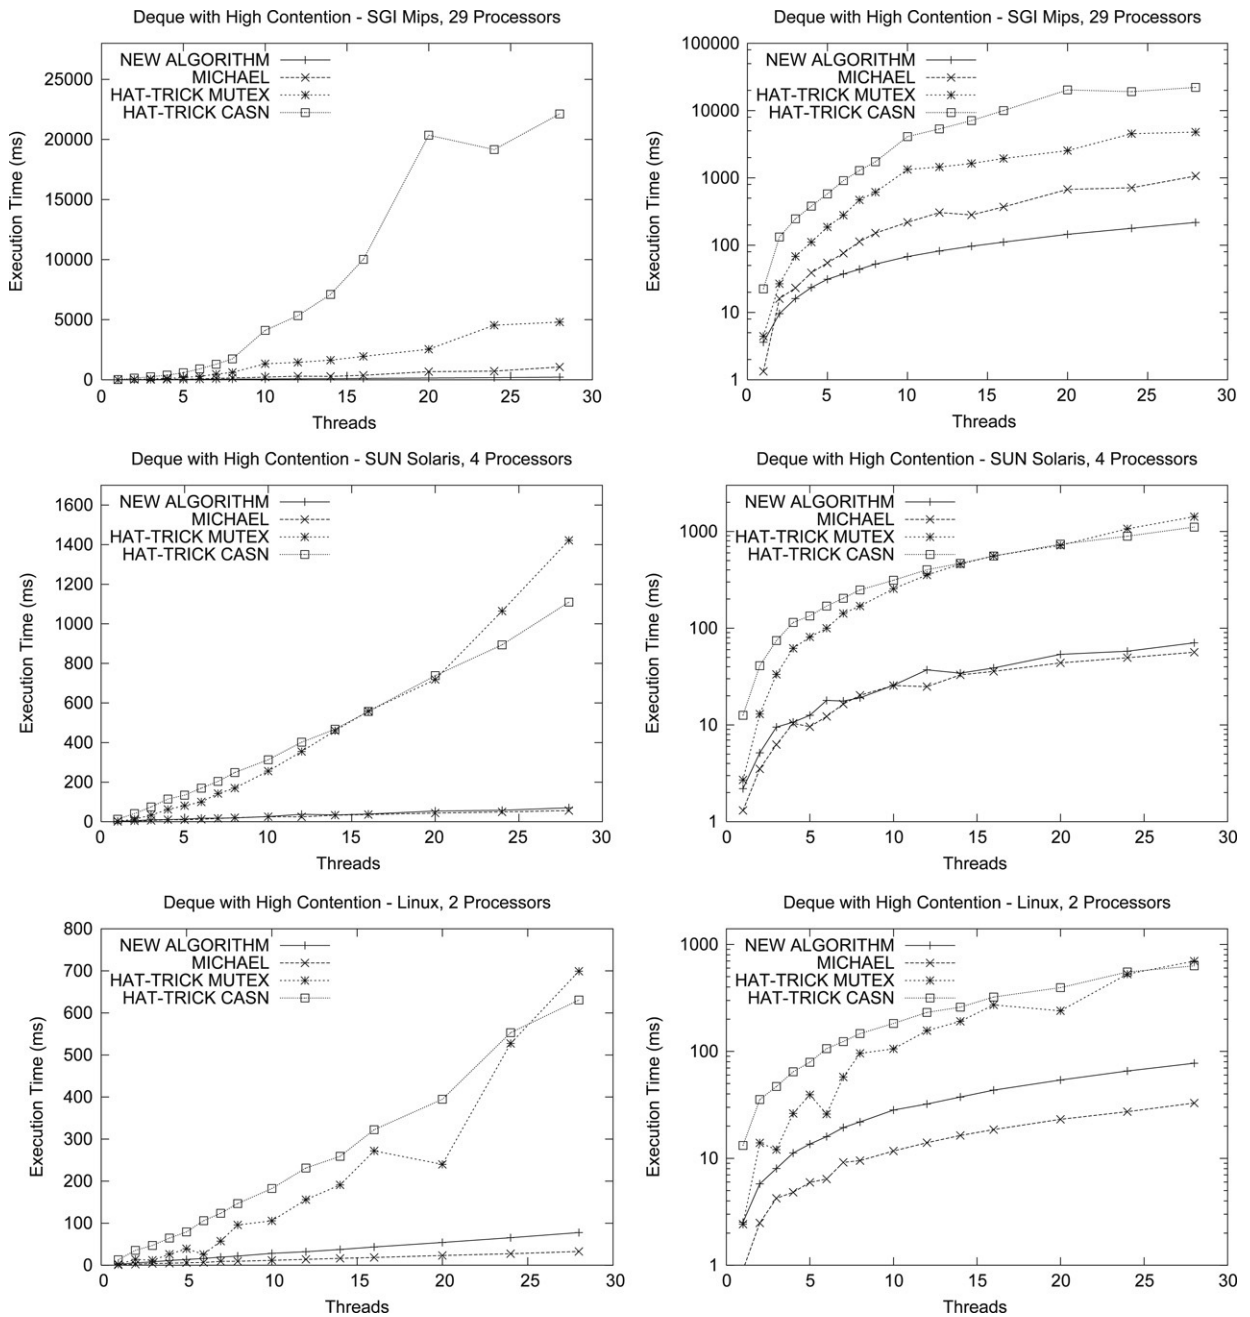 Deque with High Contention - SGI Mips, 29 Processors
NEW ALGORITHM
MICHAEL
HAT-TRICK MUTEX
HAT-TRICK CASN
25000
20000
15000
10000
5000
0
Execution Time (ms)
0 5 10 15 20 25 30
Threads
Deque with High Contention - SGI Mips, 29 Processors
NEW ALGORITHM
MICHAEL
HAT-TRICK MUTEX
HAT-TRICK CASN
100000
10000
1000
100
10
1
Execution Time (ms)
0 5 10 15 20 25 30
Threads
Deque with High Contention - SUN Solaris, 4 Processors
NEW ALGORITHM
MICHAEL
HAT-TRICK MUTEX
HAT-TRICK CASN
1600
1400
1200
1000
800
600
400
200
0
Execution Time (ms)
0 5 10 15 20 25 30
Threads
Deque with High Contention - SUN Solaris, 4 Processors
NEW ALGORITHM
MICHAEL
HAT-TRICK MUTEX
HAT-TRICK CASN
1000
100
10
1
Execution Time (ms)
0 5 10 15 20 25 30
Threads
Deque with High Contention - Linux, 2 Processors
NEW ALGORITHM
MICHAEL
HAT-TRICK MUTEX
HAT-TRICK CASN
800
700
600
500
400
300
200
100
0
Execution Time (ms)
0 5 10 15 20 25 30
Threads
Deque with High Contention - Linux, 2 Processors
NEW ALGORITHM
MICHAEL
HAT-TRICK MUTEX
HAT-TRICK CASN
1000
100
10
1
Execution Time (ms)
0 5 10 15 20 25 30
Threads